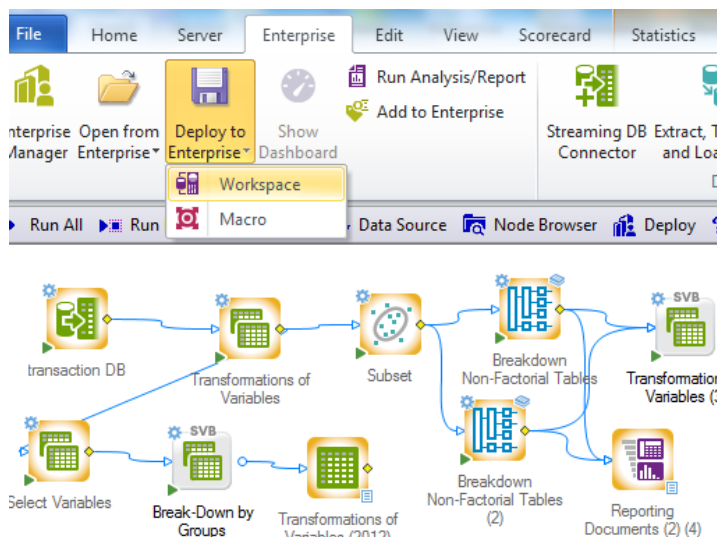 File Home Server Enterprise Edit View Scorecard Statistics
Run Analysis/Report
Add to Enterprise
nterprise Open from Deploy to Show Streaming DB Extract, T
Manager Enterprise Enterprise Dashboard Connector and Loa
Workspace
Macro
Run All Run Data Source Node Browser Deploy
SVB
transaction DB
Transformations of
Variables
Subset
Breakdown
Non-Factorial Tables
Transformation
Variables (3
SVB
Select Variables
Break-Down by
Groups
Transformations of
Variables (2012)
Breakdown
Non-Factorial Tables
(2)
Reporting
Documents (2) (4)